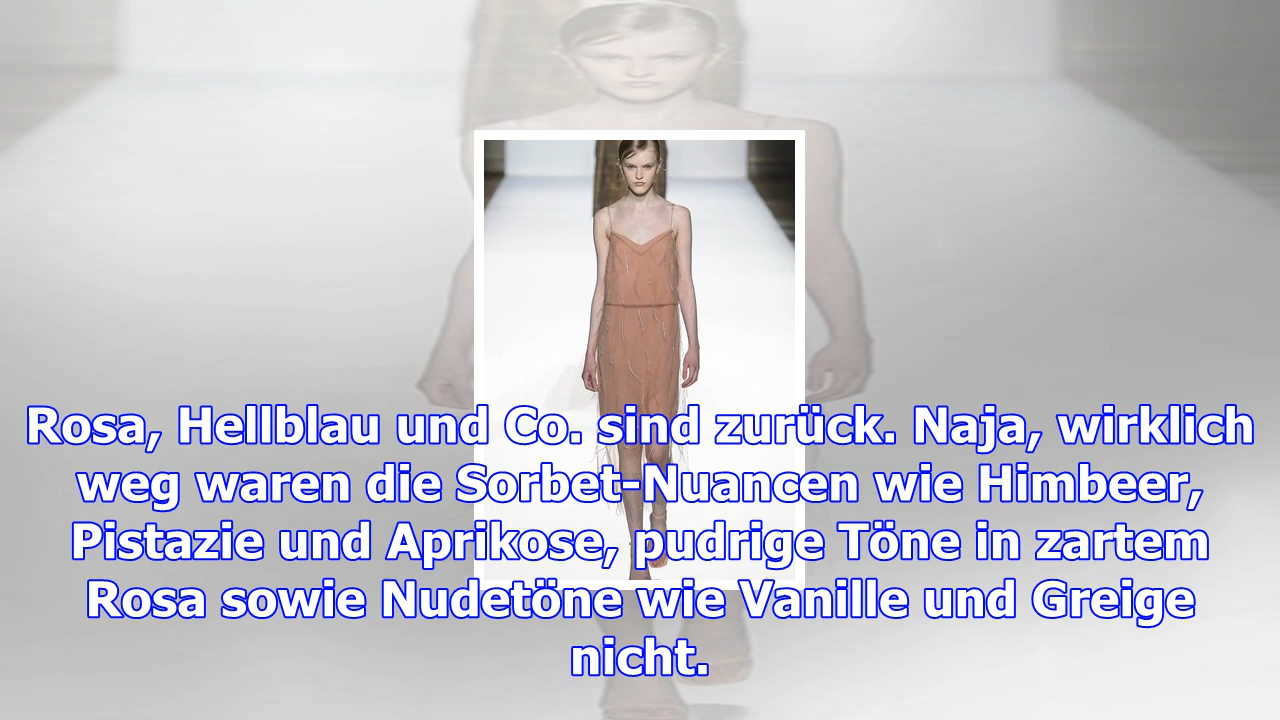 Rosa, Hellblau und Co. sind zurück. Naja, wirklich
weg waren die Sorbet-Nuancen wie Himbeer,
Pistazie und Aprikose, pudrige Töne in zartem
Rosa sowie Nudetöne wie Vanille und Greige
nicht.